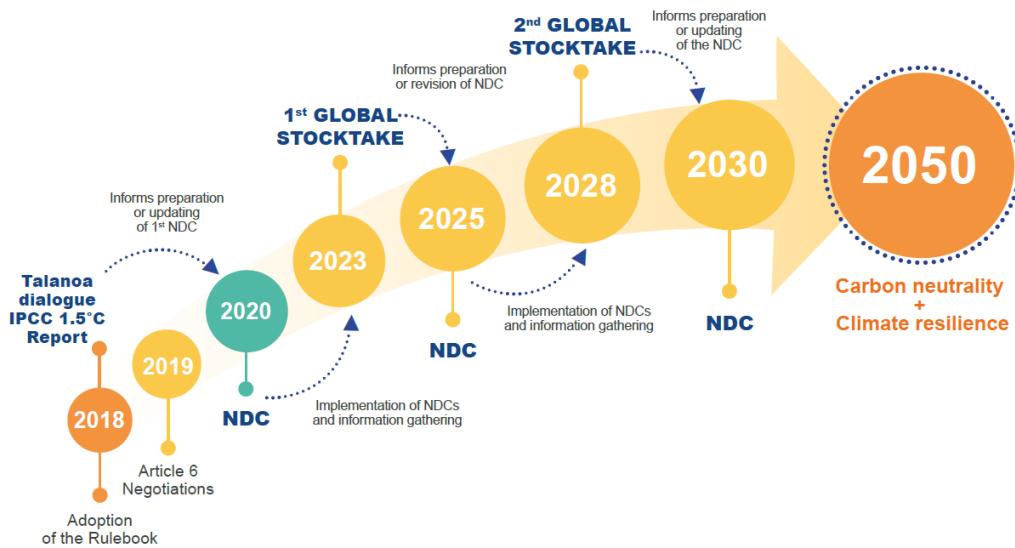 Talanoa
dialogue
IPCC 1.5°C
Report
2018
Adoption
of the Rulebook
2019
Article 6
Negotiations
Informs preparation
or updating
of 1st NDC
2020
NDC
Implementation of NDCs
and information gathering
1st GLOBAL
STOCKTAKE
2023
Informs preparation
or revision of NDC
2025
NDC
Implementation of NDCs
and information gathering
2nd GLOBAL
STOCKTAKE
2028
Informs preparation
or updating
of the NDC
2030
NDC
2050
Carbon neutrality
+
Climate resilience